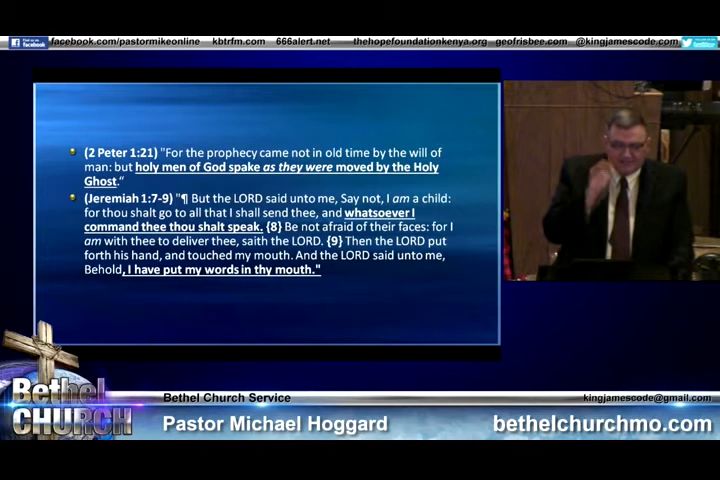 Find us on facebook
facebook.com/pastormikeonline kbtrfm.com 666alert.net thehopefoundationkenya.org geofrisbee.com @kingjamescode.com twitter
(2 Peter 1:21) "For the prophecy came not in old time by the will of
man: but holy men of God spake as they were moved by the Holy
Ghost."
(Jeremiah 1:7-9) "¶ But the LORD said unto me, Say not, I am a child:
for thou shalt go to all that I shall send thee, and whatsoever I
command thee thou shalt speak. {8} Be not afraid of their faces: for I
am with thee to deliver thee, saith the LORD. {9} Then the LORD put
forth his hand, and touched my mouth. And the LORD said unto me,
Behold, I have put my words in thy mouth."
Bethel
CHURCH
Bethel Church Service
kingjamescode@gmail.com
Pastor Michael Hoggard
bethelchurchmo.com